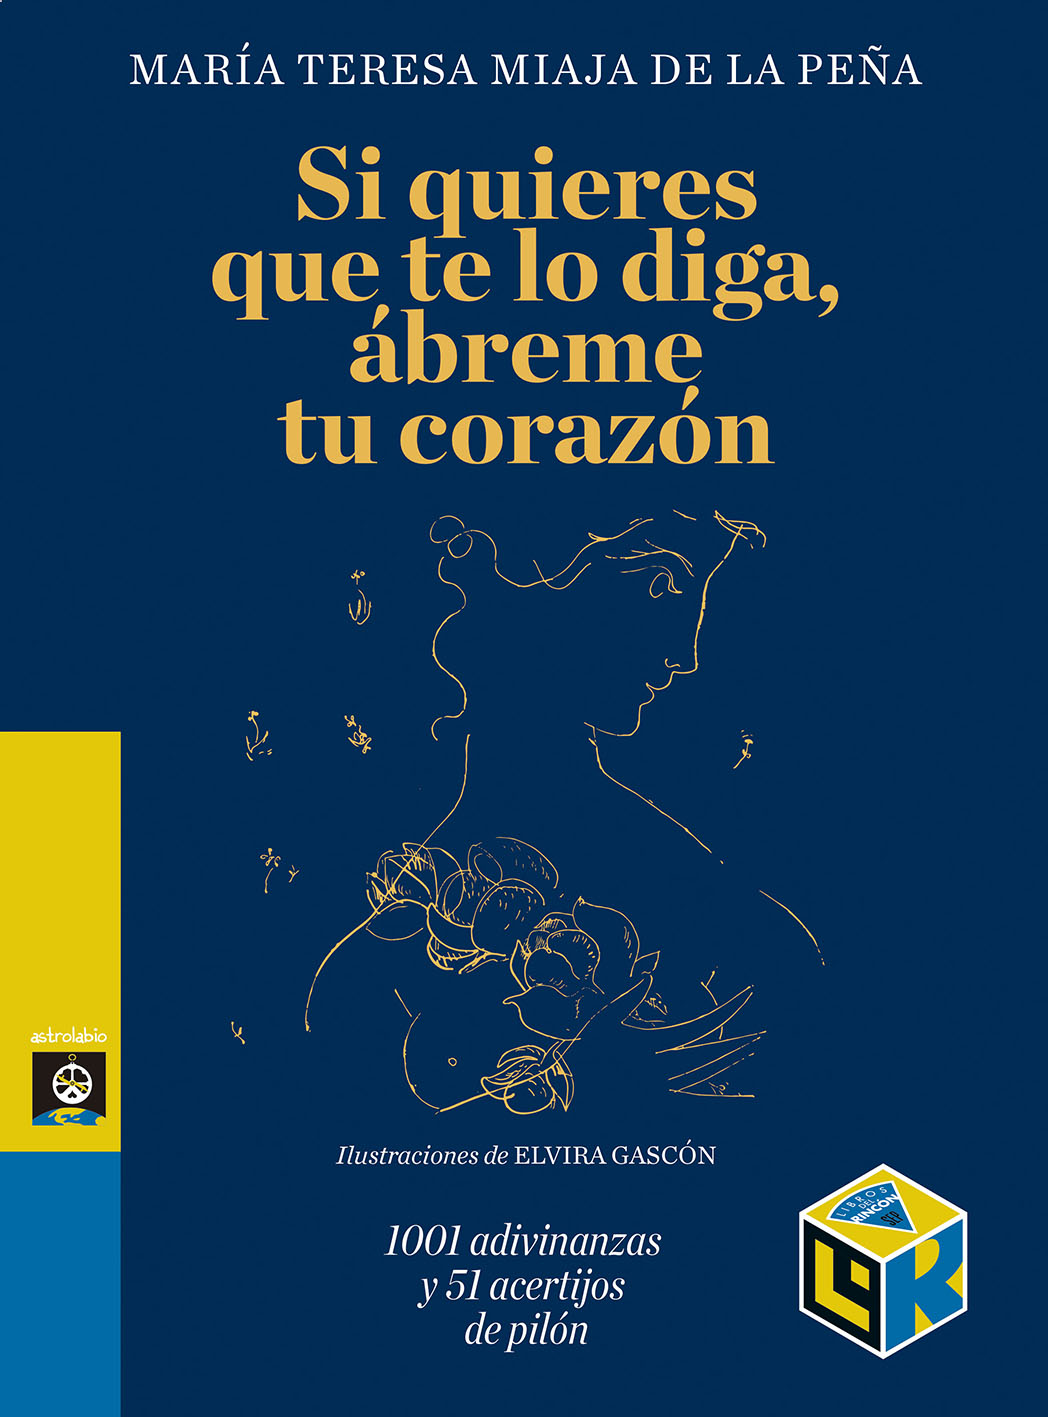 MARÍA TERESA MIAJA DE LA PEÑA
Si quieres
que te lo diga,
ábreme
tu corazón
astrolabio
Ilustraciones de ELVIRA GASCÓN
1001 adivinanzas
y 51 acertijos
de pilón
LIBROS
DEL
RINCÓN
SEP
LR